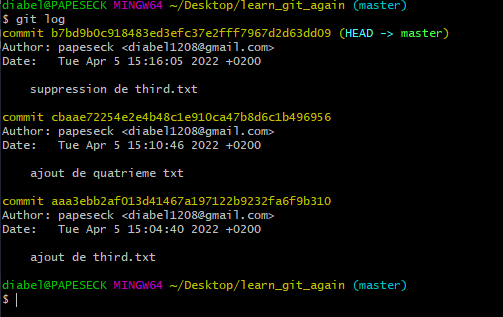 diabel@PAPESECK MINGW64 ~/Desktop/learn_git_again (master)
$ git log
commit b7bd9b0c918483ed3efc37e2fff7967d2d63dd09 (HEAD -> master)
Author: papeseck <diabel1208@gmail.com>
Date:   Tue Apr 5 15:16:05 2022 +0200
suppression de third.txt
commit cbaae72254e2e4b48c1e910ca47b8d6c1b496956
Author: papeseck <diabel1208@gmail.com>
Date:   Tue Apr 5 15:10:46 2022 +0200
ajout de quatrieme txt
commit aaa3ebb2af013d41467a197122b9232fa6f9b310
Author: papeseck <diabel1208@gmail.com>
Date:   Tue Apr 5 15:04:40 2022 +0200
ajout de third.txt
diabel@PAPESECK MINGW64 ~/Desktop/learn_git_again (master)
$